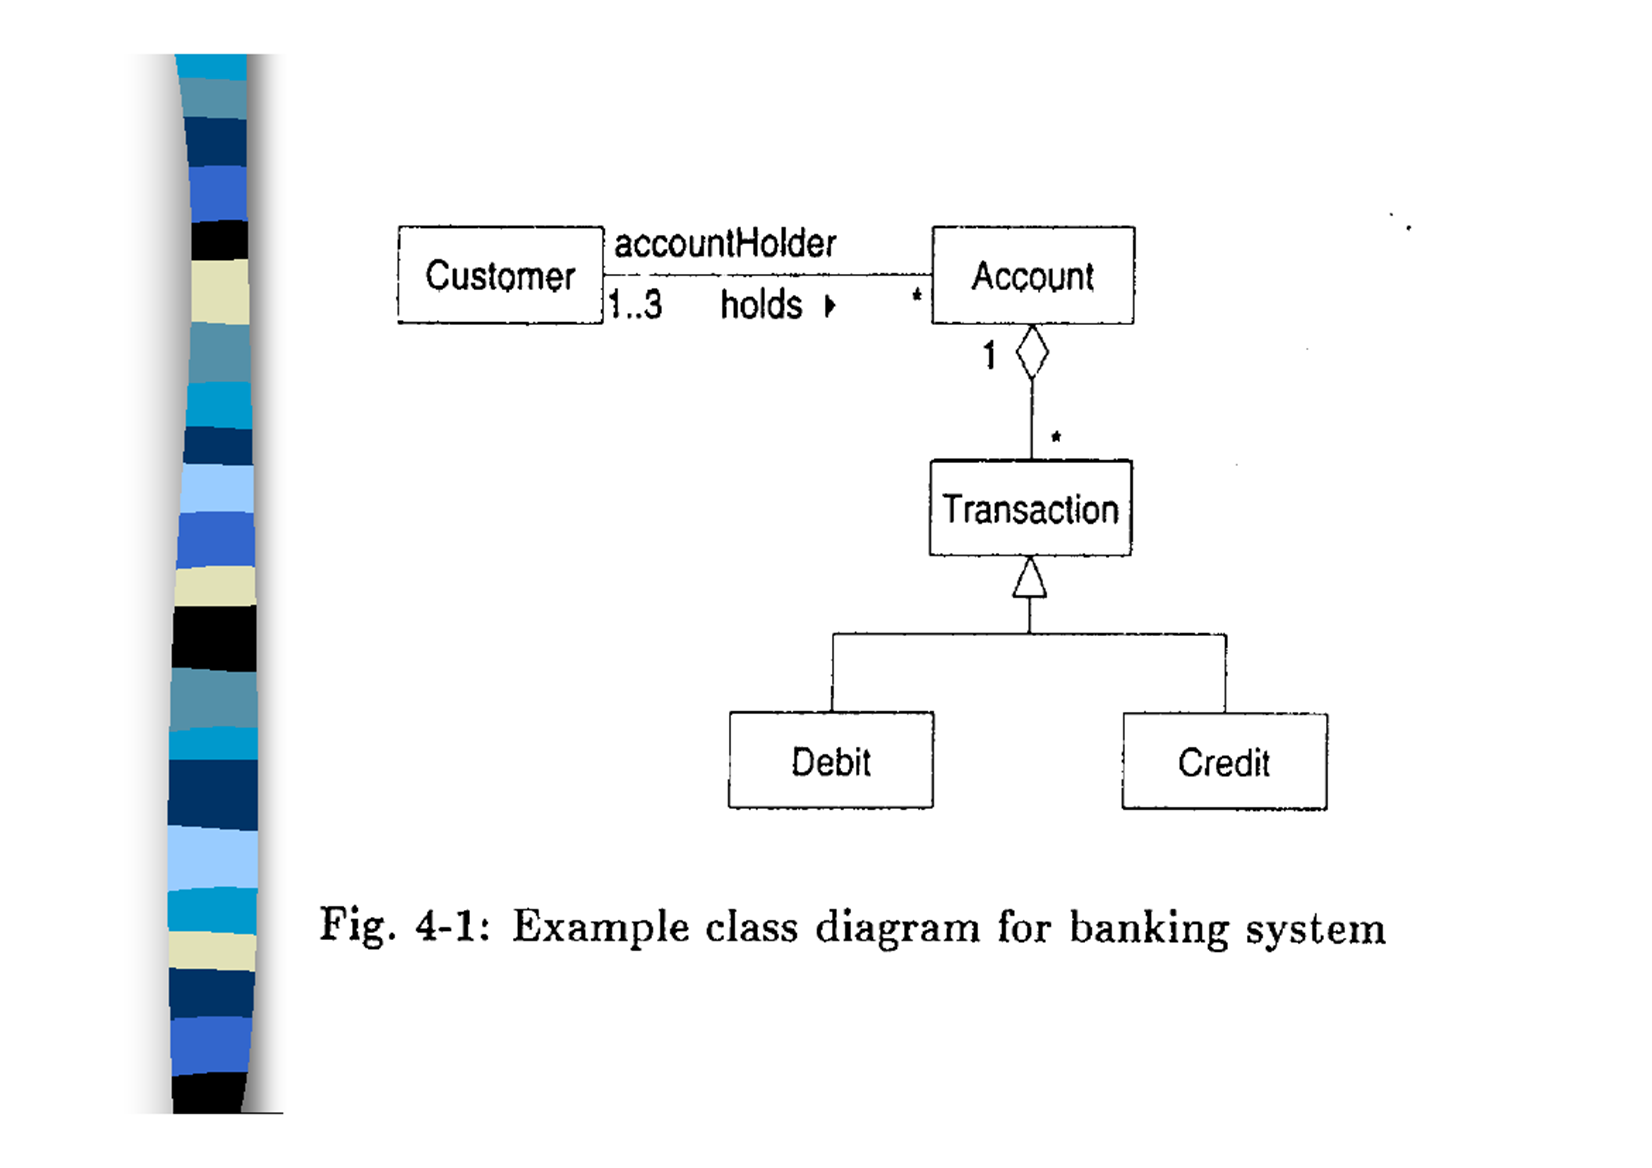 accountHolder
Customer
Account
1..3 holds ▸ *
1
*
Transaction
Debit
Credit
Fig. 4-1: Example class diagram for banking system